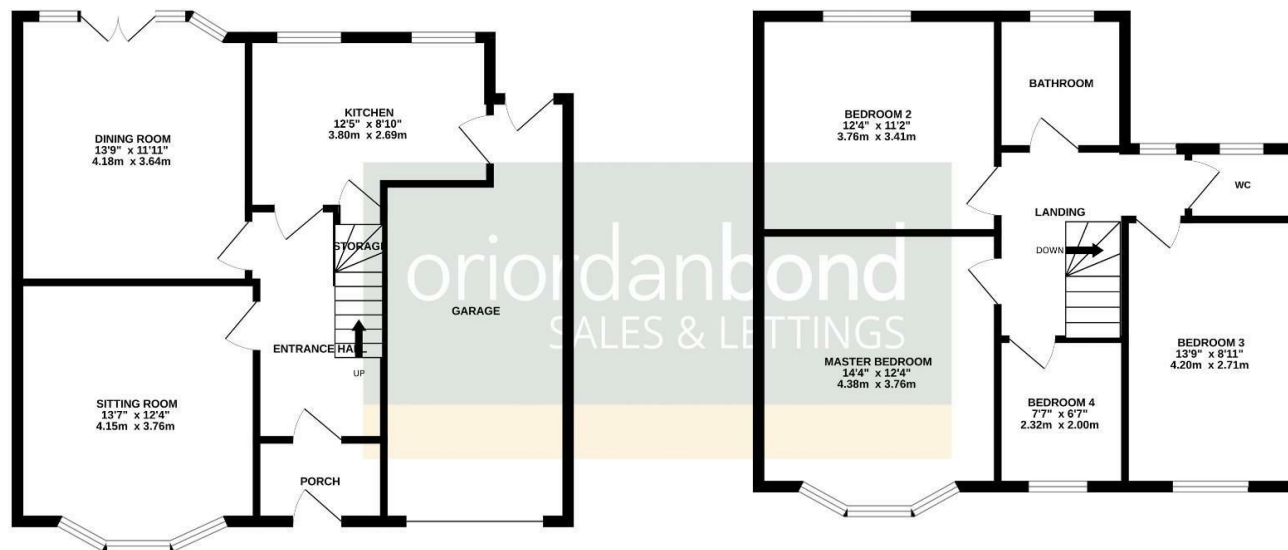 DINING ROOM
13'9" x 11'11"
4.18m x 3.64m
KITCHEN
12'5" x 8'10"
3.80m x 2.69m
STORAGE
ENTRANCE HALL
UP
SITTING ROOM
13'7" x 12'4"
4.15m x 3.76m
PORCH
GARAGE
BEDROOM 2
12'4" x 11'2"
3.76m x 3.41m
BATHROOM
WC
LANDING
DOWN
MASTER BEDROOM
14'4" x 12'4"
4.38m x 3.76m
BEDROOM 4
7'7" x 6'7"
2.32m x 2.00m
BEDROOM 3
13'9" x 8'11"
4.20m x 2.71m
oriordanbond
SALES & LETTINGS